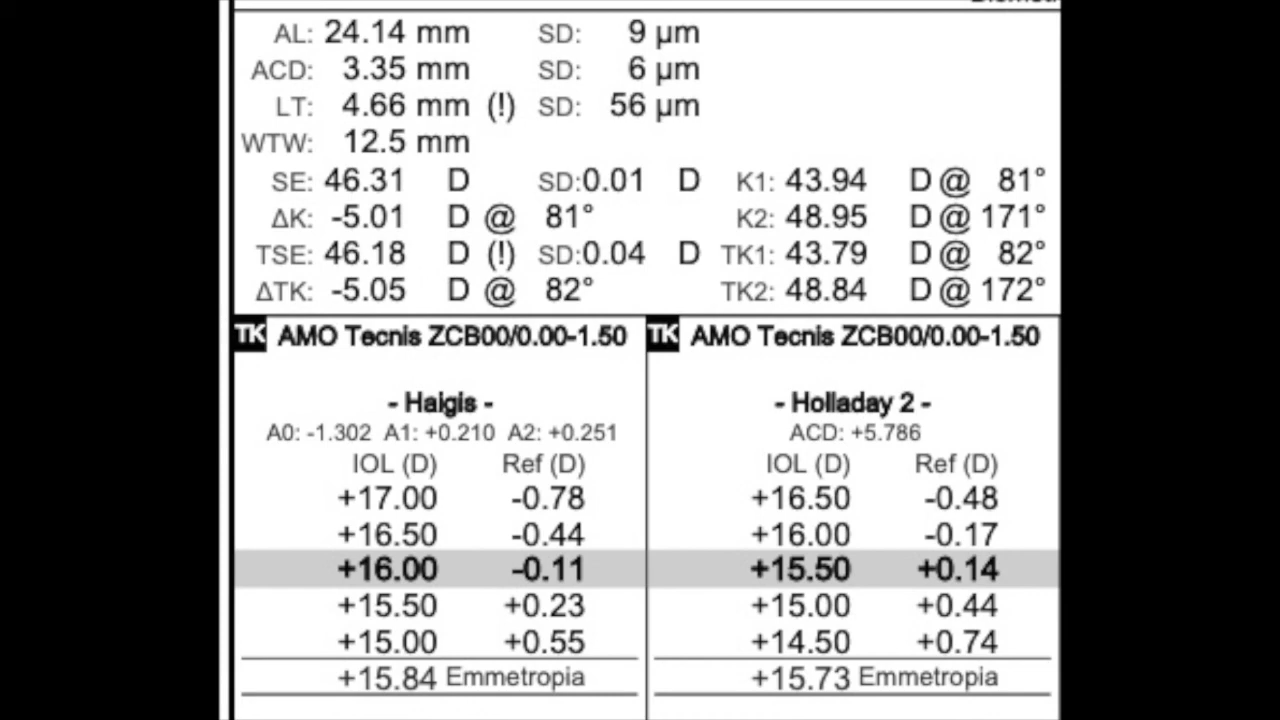 AL: 24.14 mm SD: 9 µm
ACD: 3.35 mm SD: 6 µm
LT: 4.66 mm (!) SD: 56 µm
WTW: 12.5 mm
SE: 46.31 D SD:0.01 D K1: 43.94 D @ 81°
ΔK: -5.01 D @ 81° K2: 48.95 D @ 171°
TSE: 46.18 D (!) SD:0.04 D TK1: 43.79 D @ 82°
ΔTK: -5.05 D @ 82° TK2: 48.84 D @ 172°
TK AMO Tecnis ZCB00/0.00-1.50 TK AMO Tecnis ZCB00/0.00-1.50
- Haigis - - Holladay 2 -
A0: -1.302 A1: +0.210 A2: +0.251 ACD: +5.786
IOL (D) Ref (D) IOL (D) Ref (D)
+17.00 -0.78 +16.50 -0.48
+16.50 -0.44 +16.00 -0.17
+16.00 -0.11 +15.50 +0.14
+15.50 +0.23 +15.00 +0.44
+15.00 +0.55 +14.50 +0.74
+15.84 Emmetropia +15.73 Emmetropia